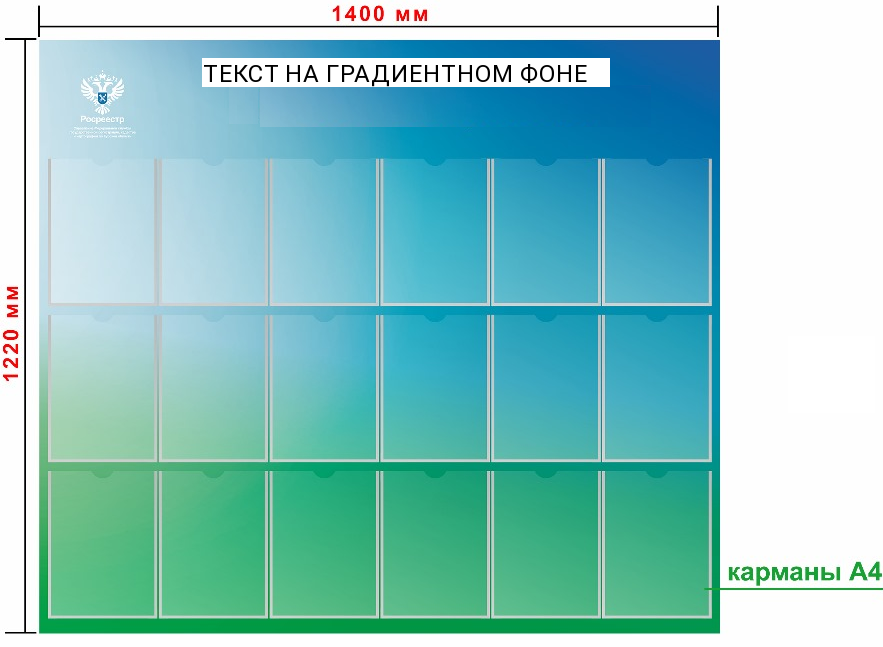 1400 мм
ТЕКСТ НА ГРАДИЕНТНОМ ФОНЕ
Росреестр
1220 мм
карманы А4